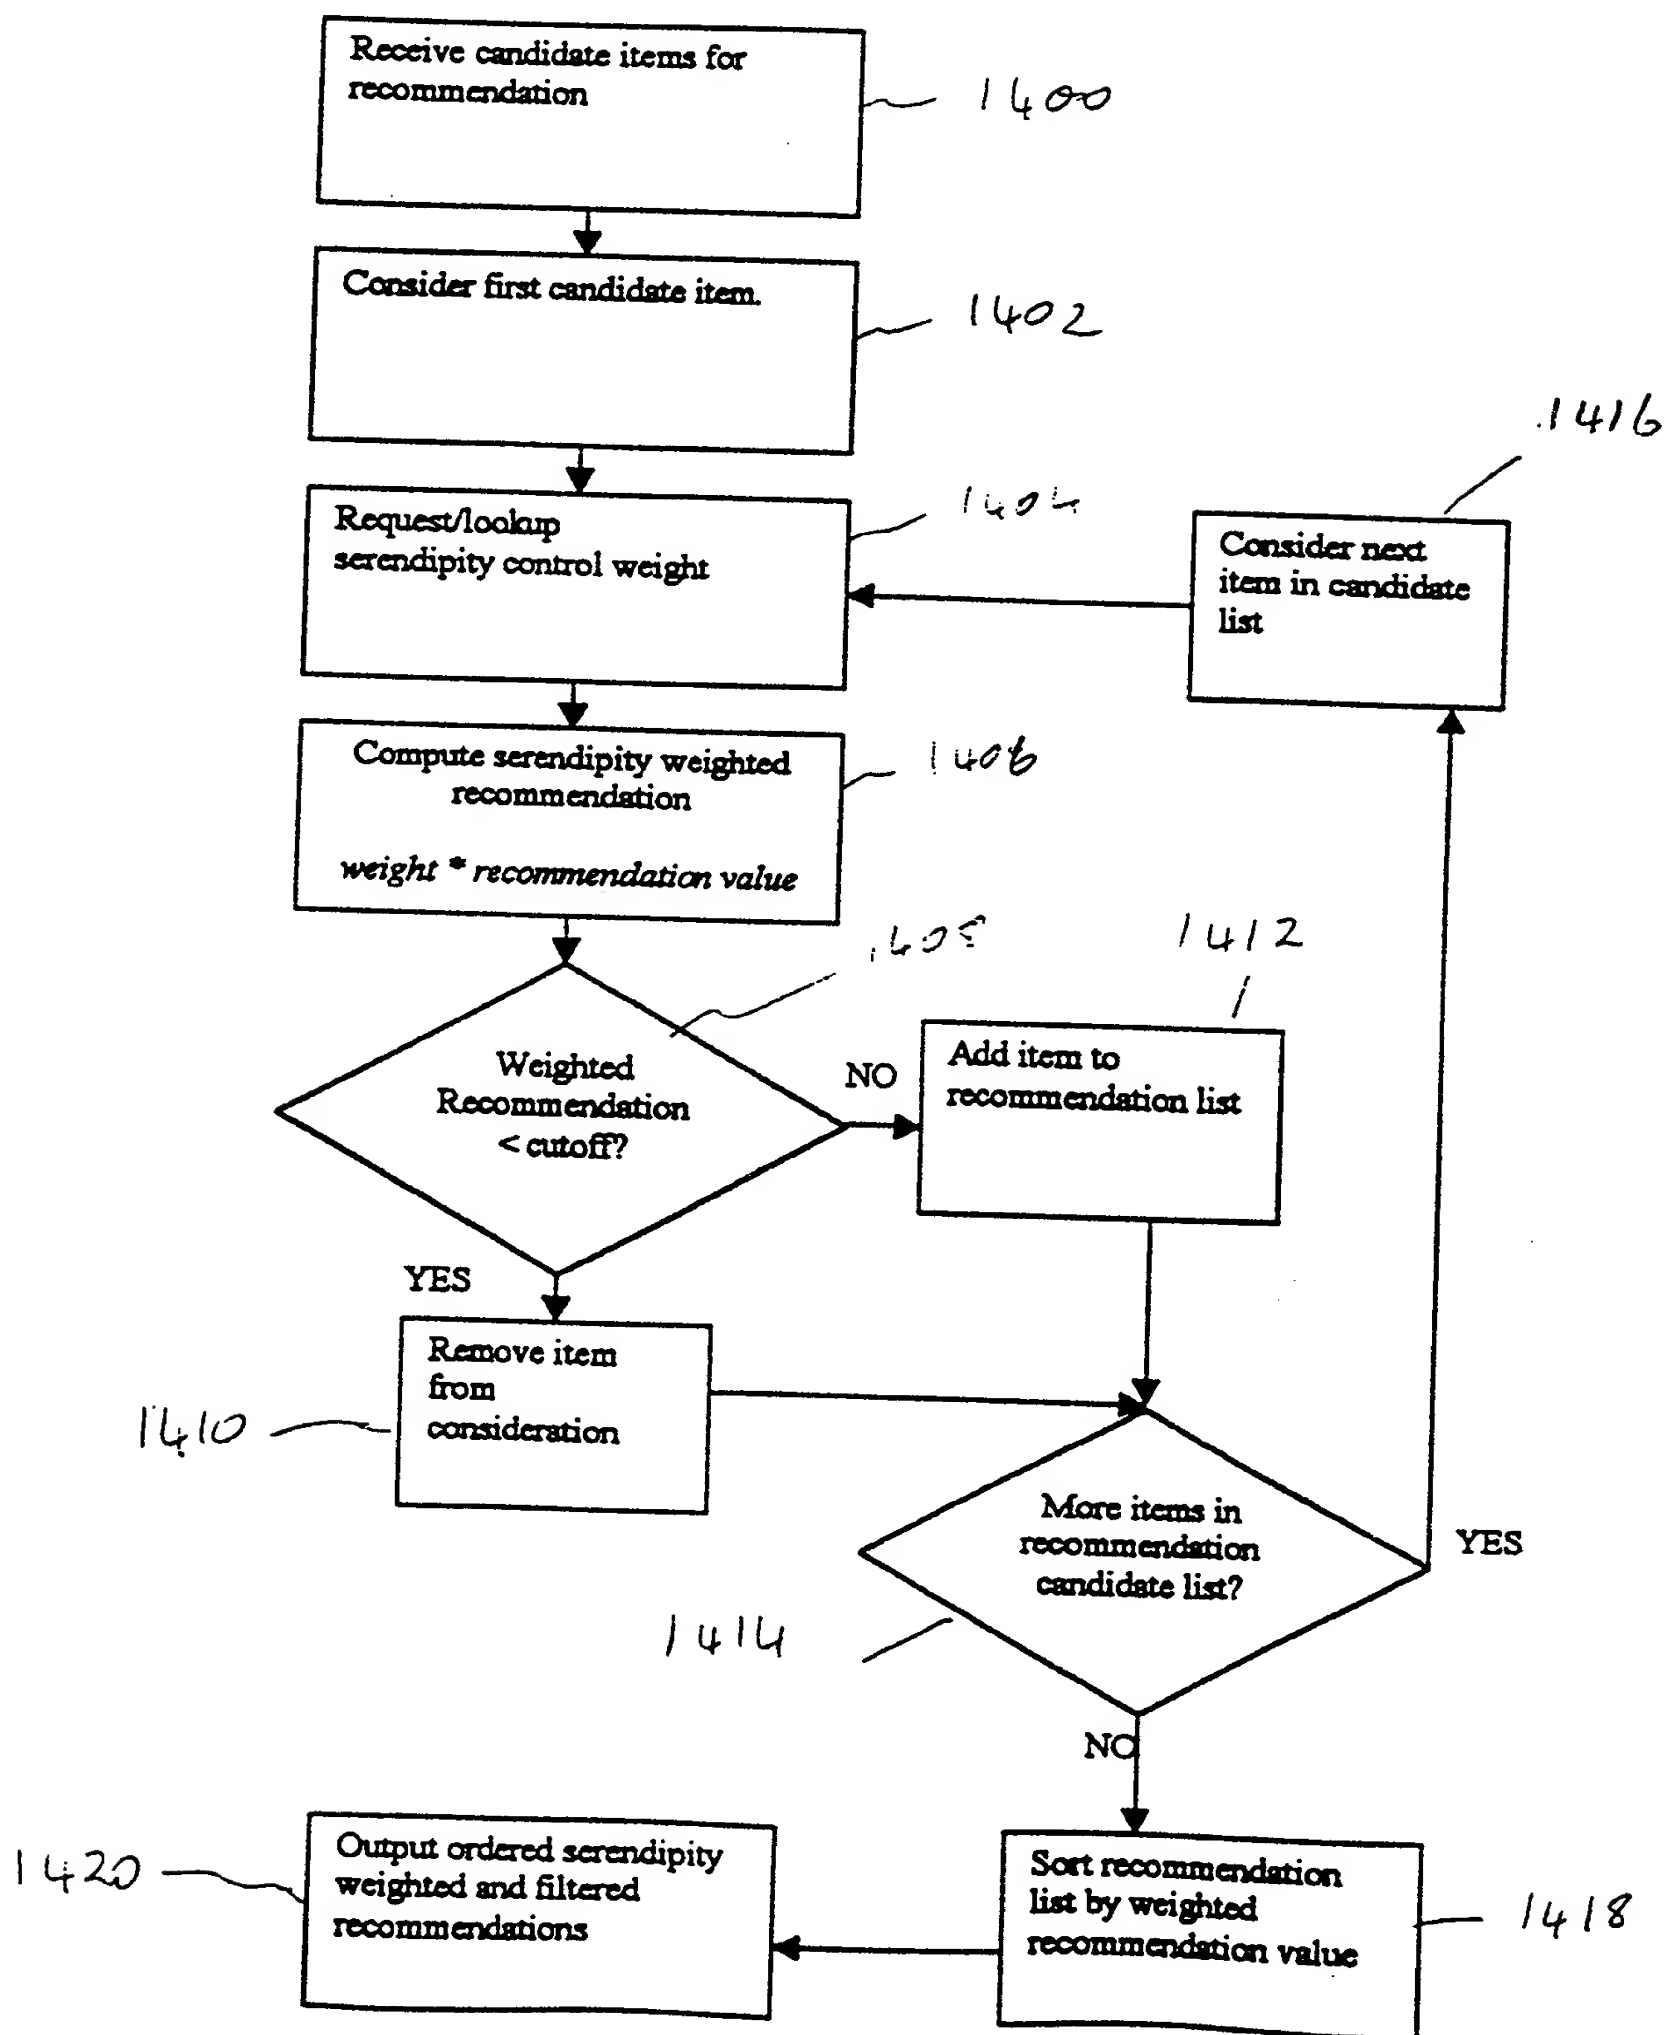 Receive candidate items for
recommendation
1400
Consider first candidate item.
1402
Request/lookup
serendipity control weight
1404
1416
Consider next
item in candidate
list
Compute serendipity weighted
recommendation
weight * recommendation value
1406
Weighted
Recommendation
< cutoff?
NO
1412
Add item to
recommendation list
YES
Remove item
from
consideration
1410
More items in
recommendation
candidate list?
YES
1414
NO
Sort recommendation
list by weighted
recommendation value
1418
Output ordered serendipity
weighted and filtered
recommendations
1420